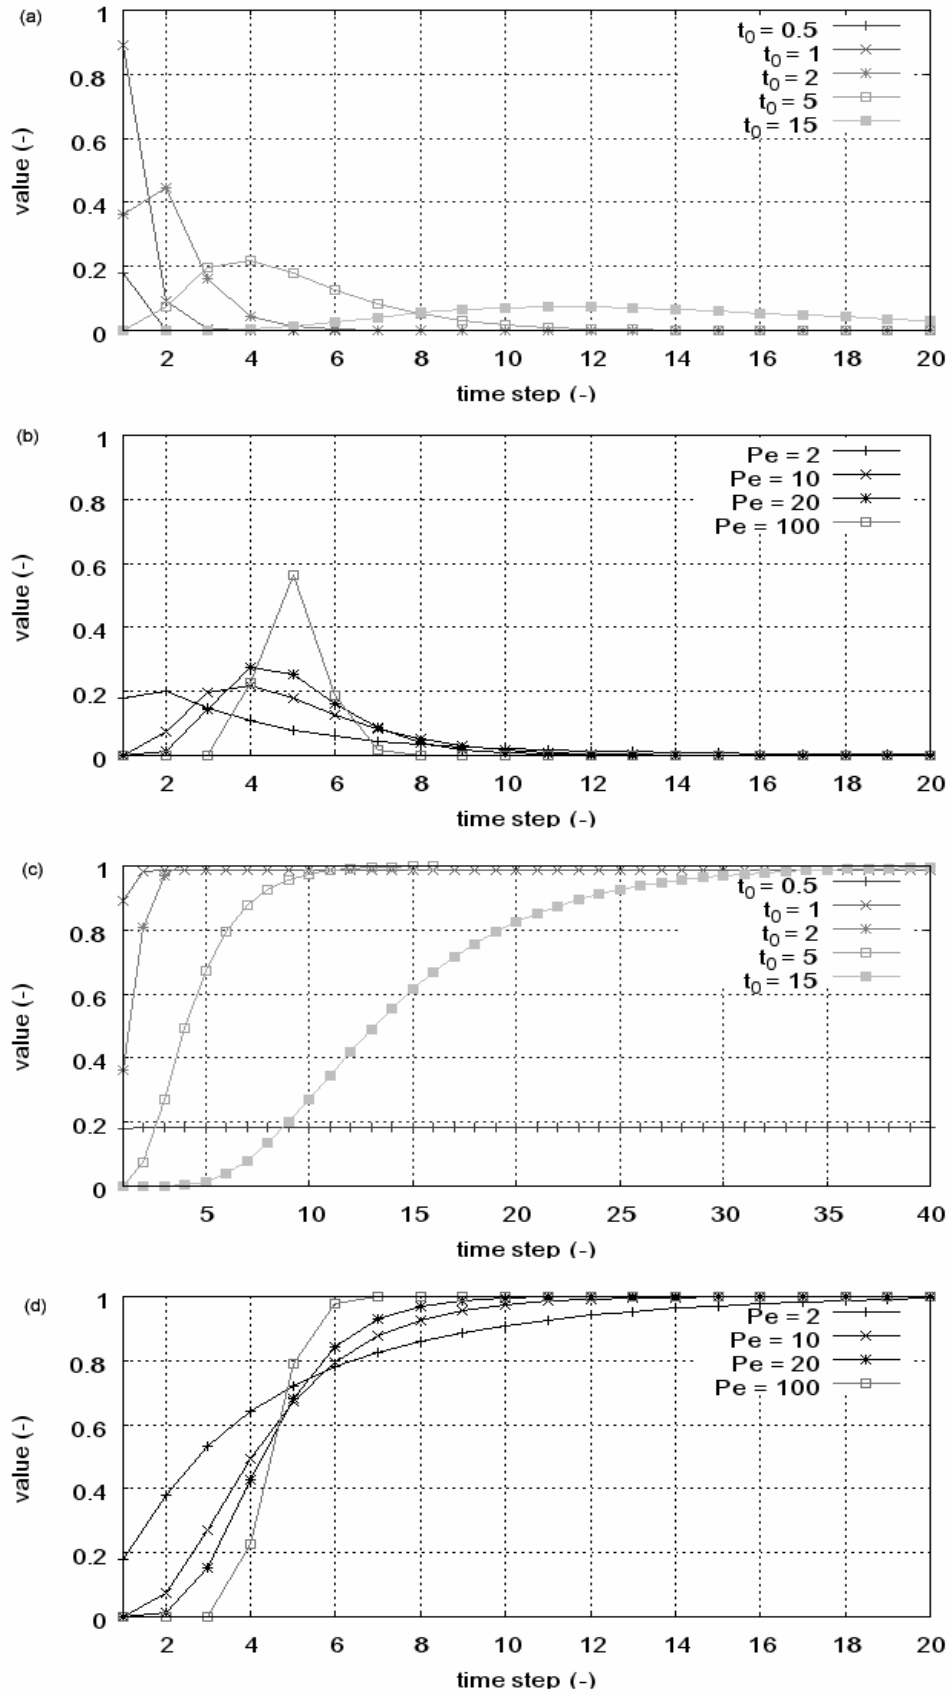 (a)
1
0.8
0.6
0.4
0.2
0
value (-)
t0 = 0.5
t0 = 1
t0 = 2
t0 = 5
t0 = 15
2 4 6 8 10 12 14 16 18 20
time step (-)
(b)
1
0.8
0.6
0.4
0.2
0
value (-)
Pe = 2
Pe = 10
Pe = 20
Pe = 100
2 4 6 8 10 12 14 16 18 20
time step (-)
(c)
1
0.8
0.6
0.4
0.2
0
value (-)
t0 = 0.5
t0 = 1
t0 = 2
t0 = 5
t0 = 15
5 10 15 20 25 30 35 40
time step (-)
(d)
1
0.8
0.6
0.4
0.2
0
value (-)
Pe = 2
Pe = 10
Pe = 20
Pe = 100
2 4 6 8 10 12 14 16 18 20
time step (-)